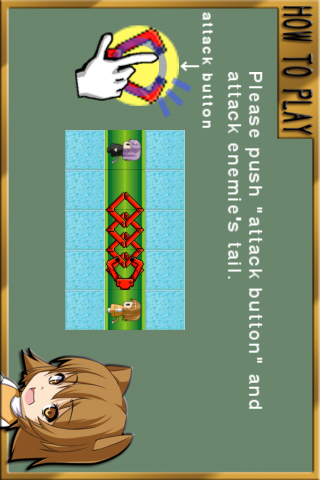 HOW TO PLAY
Please push "attack button" and
attack enemie's tail.
←
attack button